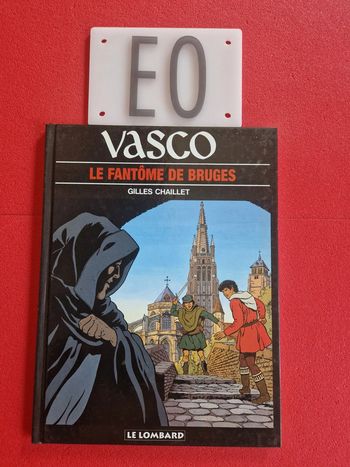 EO
VASCO
LE FANTÔME DE BRUGES
GILLES CHAILLET
LE LOMBARD